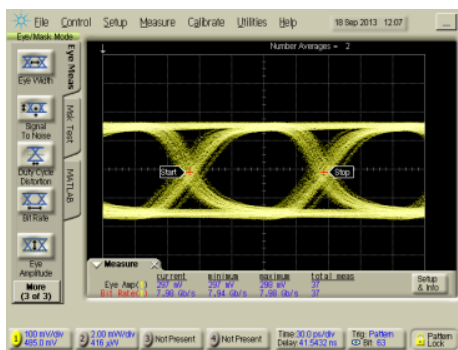 File Control Setup Measure Calibrate Utilities Help 18 Sep 2013 12:07
Eye/Mask Mode
Number Averages = 2
Eye Meas
Msk Test
MATLAB
Eye Width
Signal
To Noise
Duty Cycle
Distortion
Bit Rate
Eye
Amplitude
More
(3 of 3)
Start
Stop
Measure
current minimum maximum total meas
Eye Amp( ) 297 mV 297 mV 298 mV 37
Bit Rate( ) 7.98 Gb/s 7.94 Gb/s 7.98 Gb/s 37
Setup
& Info
1 100 mV/div
485.0 mV
2 2.00 mW/div
416 µW
3 Not Present
4 Not Present
Time:30.0 ps/div
Delay:41.5432 ns
Trig: Pattern
Bit: 63
Pattern
Lock